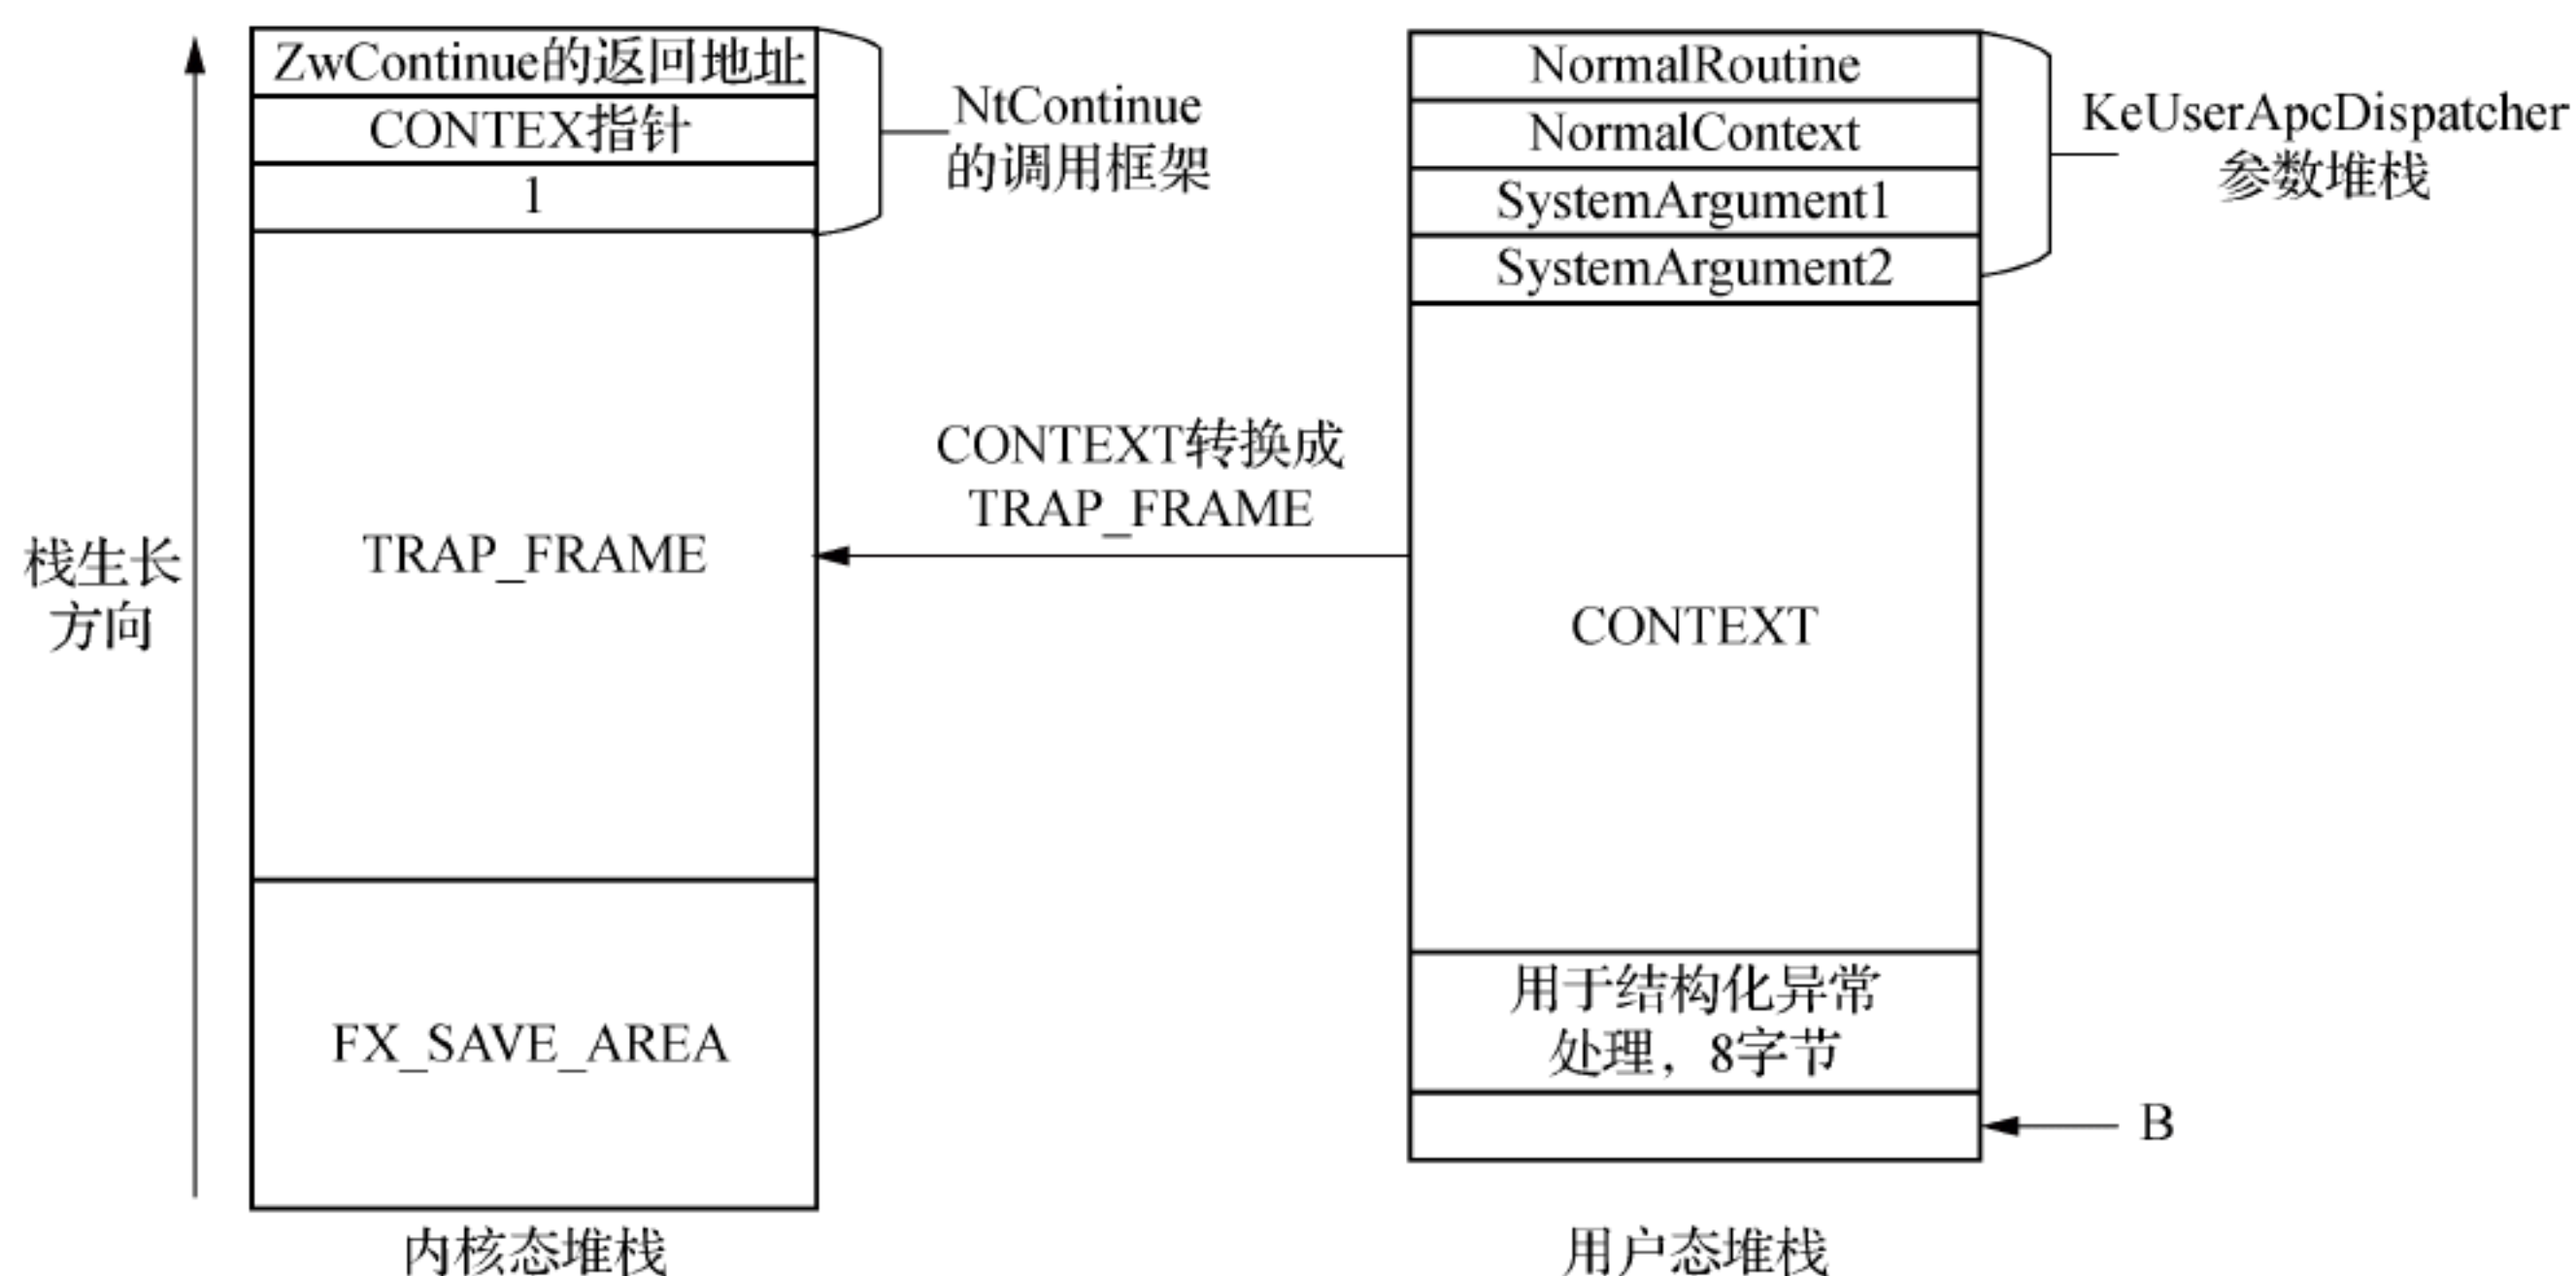 ZwContinue的返回地址
CONTEX指针
1
NtContinue
的调用框架
TRAP_FRAME
FX_SAVE_AREA
栈生长
方向
内核态堆栈
CONTEXT转换成
TRAP_FRAME
NormalRoutine
NormalContext
SystemArgument1
SystemArgument2
KeUserApcDispatcher
参数堆栈
CONTEXT
用于结构化异常
处理，8字节
B
用户态堆栈